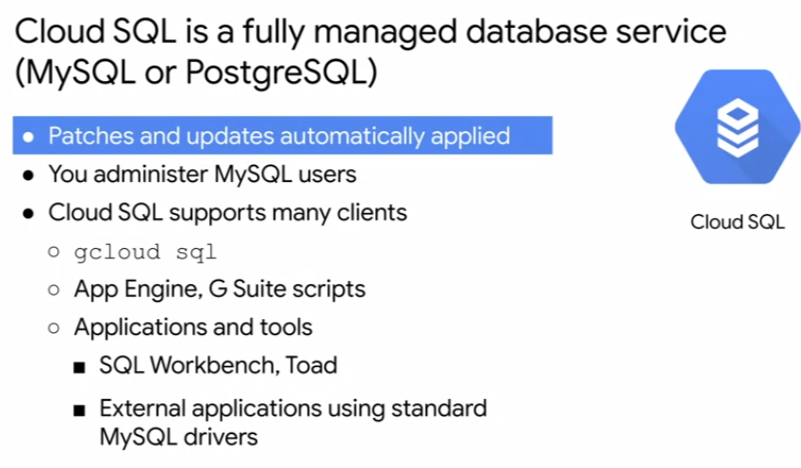 Cloud SQL is a fully managed database service
(MySQL or PostgreSQL)
● Patches and updates automatically applied
● You administer MySQL users
● Cloud SQL supports many clients
○ gcloud sql
○ App Engine, G Suite scripts
○ Applications and tools
■ SQL Workbench, Toad
■ External applications using standard
MySQL drivers
Cloud SQL